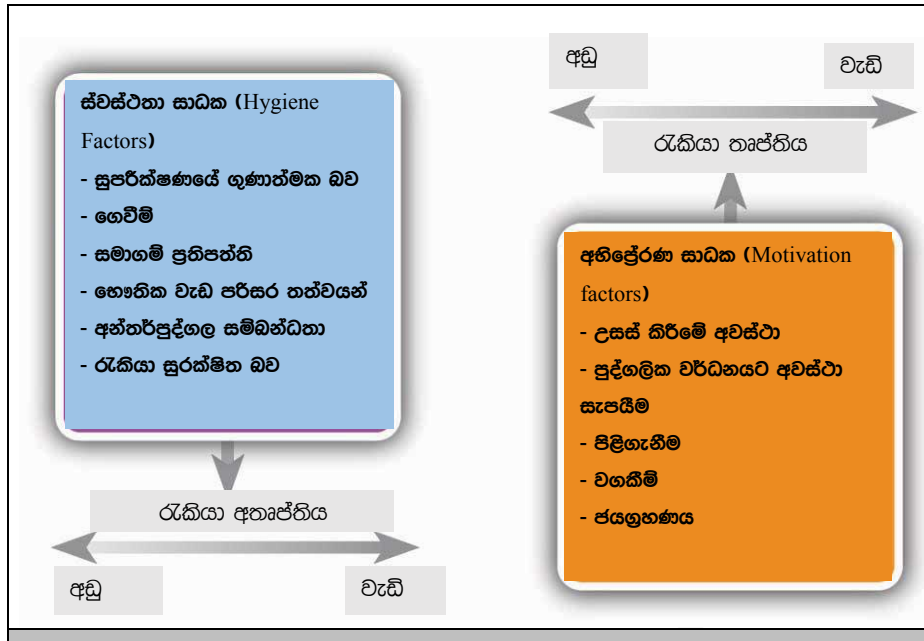 ස්වස්ථතා සාධක (Hygiene
Factors)
- සුපරීක්ෂණයේ ගුණාත්මක බව
- ගෙවීම්
- සමාගම් ප්‍රතිපත්ති
- භෞතික වැඩ පරිසර තත්වයන්
- අන්තර්පුද්ගල සම්බන්ධතා
- රැකියා සුරක්ෂිත බව
රැකියා අතෘප්තිය
අඩු
වැඩි
අඩු
වැඩි
රැකියා තෘප්තිය
අභිප්‍රේරණ සාධක (Motivation
factors)
- උසස් කිරීමේ අවස්ථා
- පුද්ගලික වර්ධනයට අවස්ථා
සැපයීම
- පිළිගැනීම
- වගකීම්
- ජයග්‍රහණය